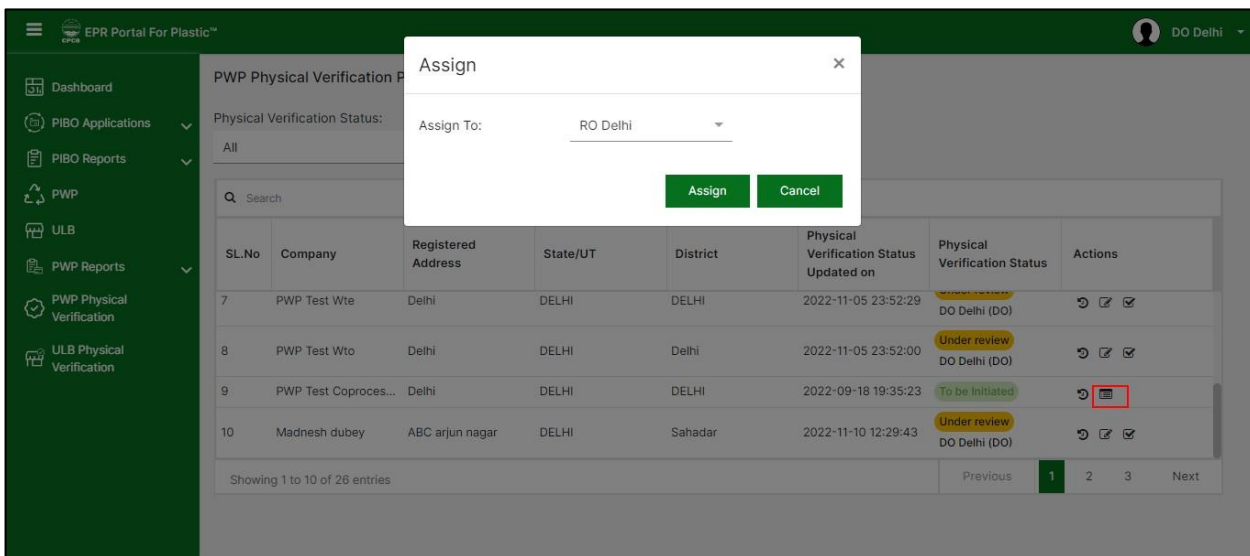 CPCB
EPR Portal For Plastic™
DO Delhi
Dashboard
PIBO Applications
PIBO Reports
PWP
ULB
PWP Reports
PWP Physical
Verification
ULB Physical
Verification
PWP Physical Verification P
Physical Verification Status:
All
Assign
×
Assign To:
RO Delhi
Assign Cancel
Search
SL.No Company Registered Address State/UT District Physical Verification Status Updated on Physical Verification Status Actions
7 PWP Test Wte Delhi DELHI DELHI 2022-11-05 23:52:29 Under review
DO Delhi (DO)
8 PWP Test Wto Delhi DELHI Delhi 2022-11-05 23:52:00 Under review
DO Delhi (DO)
9 PWP Test Coproces... Delhi DELHI DELHI 2022-09-18 19:35:23 To be Initiated
10 Madnesh dubey ABC arjun nagar DELHI Sahadar 2022-11-10 12:29:43 Under review
DO Delhi (DO)
Showing 1 to 10 of 26 entries
Previous 1 2 3 Next